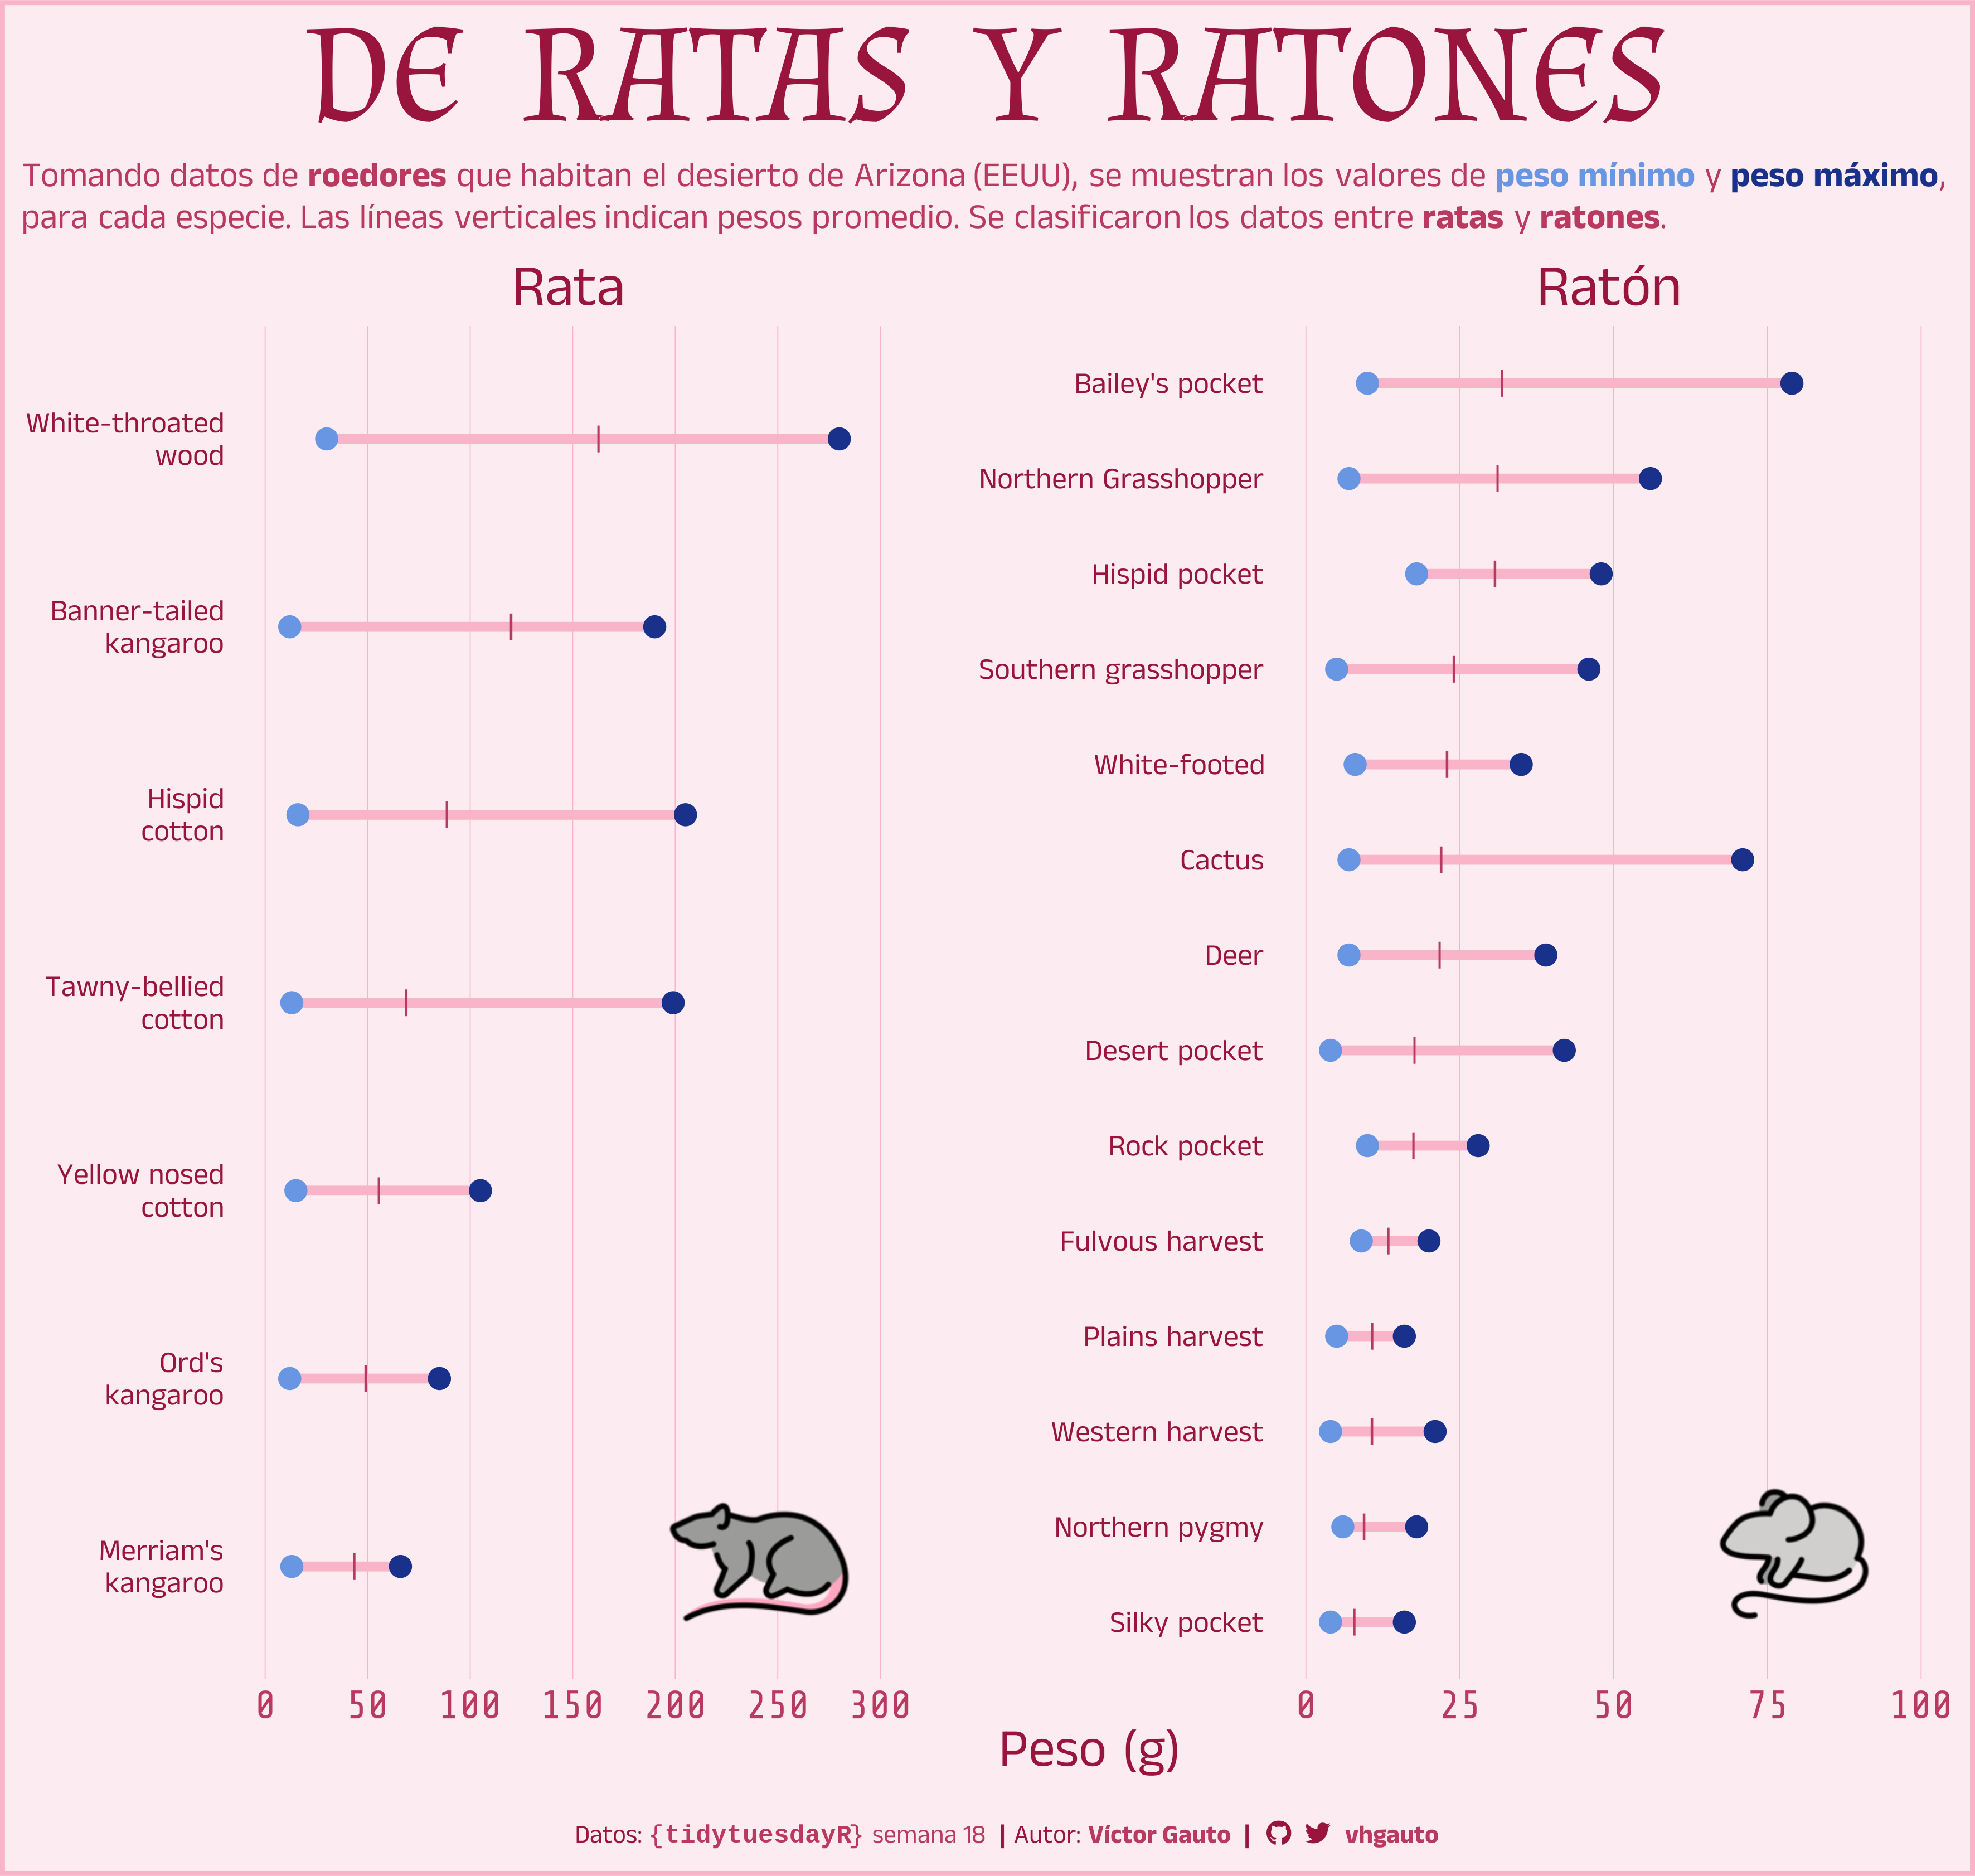 DE RATAS Y RATONES
Tomando datos de roedores que habitan el desierto de Arizona (EEUU), se muestran los valores de peso mínimo y peso máximo,
para cada especie. Las líneas verticales indican pesos promedio. Se clasificaron los datos entre ratas y ratones.
Rata
White-throated
wood
Banner-tailed
kangaroo
Hispid
cotton
Tawny-bellied
cotton
Yellow nosed
cotton
Ord's
kangaroo
Merriam's
kangaroo
0 50 100 150 200 250 300
Ratón
Bailey's pocket
Northern Grasshopper
Hispid pocket
Southern grasshopper
White-footed
Cactus
Deer
Desert pocket
Rock pocket
Fulvous harvest
Plains harvest
Western harvest
Northern pygmy
Silky pocket
0 25 50 75 100
Peso (g)
Datos: {tidytuesdayR} semana 18 | Autor: Víctor Gauto | vhgauto